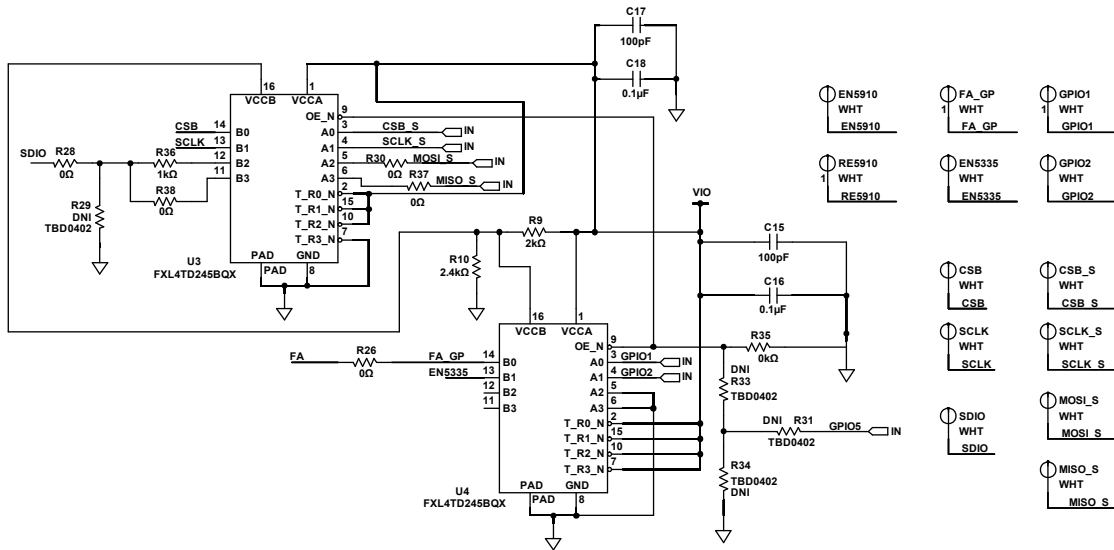 C17
100pF
C18
0.1µF
16 1
VCCB VCCA
9
OE_N
CSB 14 B0 A0 3 CSB_S IN
SCLK 13 B1 A1 4 SCLK_S IN
SDIO R28 0Ω R36 1kΩ 12 B2 A2 5 R30 0Ω MOSI_S IN
R38 0Ω 11 B3 A3 6 R37 0Ω MISO_S IN
R29
DNI
TBD0402
T_R0_N 2
T_R1_N 15
T_R2_N 10
T_R3_N 7
PAD GND
PAD 8
U3
FXL4TD245BQX
R9
2kΩ
R10
2.4kΩ
VIO
C15
100pF
C16
0.1µF
16 1
VCCB VCCA
9
OE_N
R35
0kΩ
FA R26 0Ω FA_GP 14 B0 A0 3 GPIO1 IN
EN5335 13 B1 A1 4 GPIO2 IN
12 B2 A2 5
11 B3 A3 6
T_R0_N 2
T_R1_N 15
T_R2_N 10
T_R3_N 7
PAD GND
PAD 8
U4
FXL4TD245BQX
DNI
R33
TBD0402
DNI R31 GPIO5 IN
TBD0402
R34
TBD0402
DNI
EN5910
WHT
EN5910
FA_GP
1 WHT
FA_GP
GPIO1
1 WHT
GPIO1
RE5910
1 WHT
RE5910
EN5335
WHT
EN5335
GPIO2
WHT
GPIO2
CSB
WHT
CSB
CSB_S
WHT
CSB_S
SCLK
WHT
SCLK
SCLK_S
WHT
SCLK_S
SDIO
WHT
SDIO
MOSI_S
WHT
MOSI_S
MISO_S
WHT
MISO_S